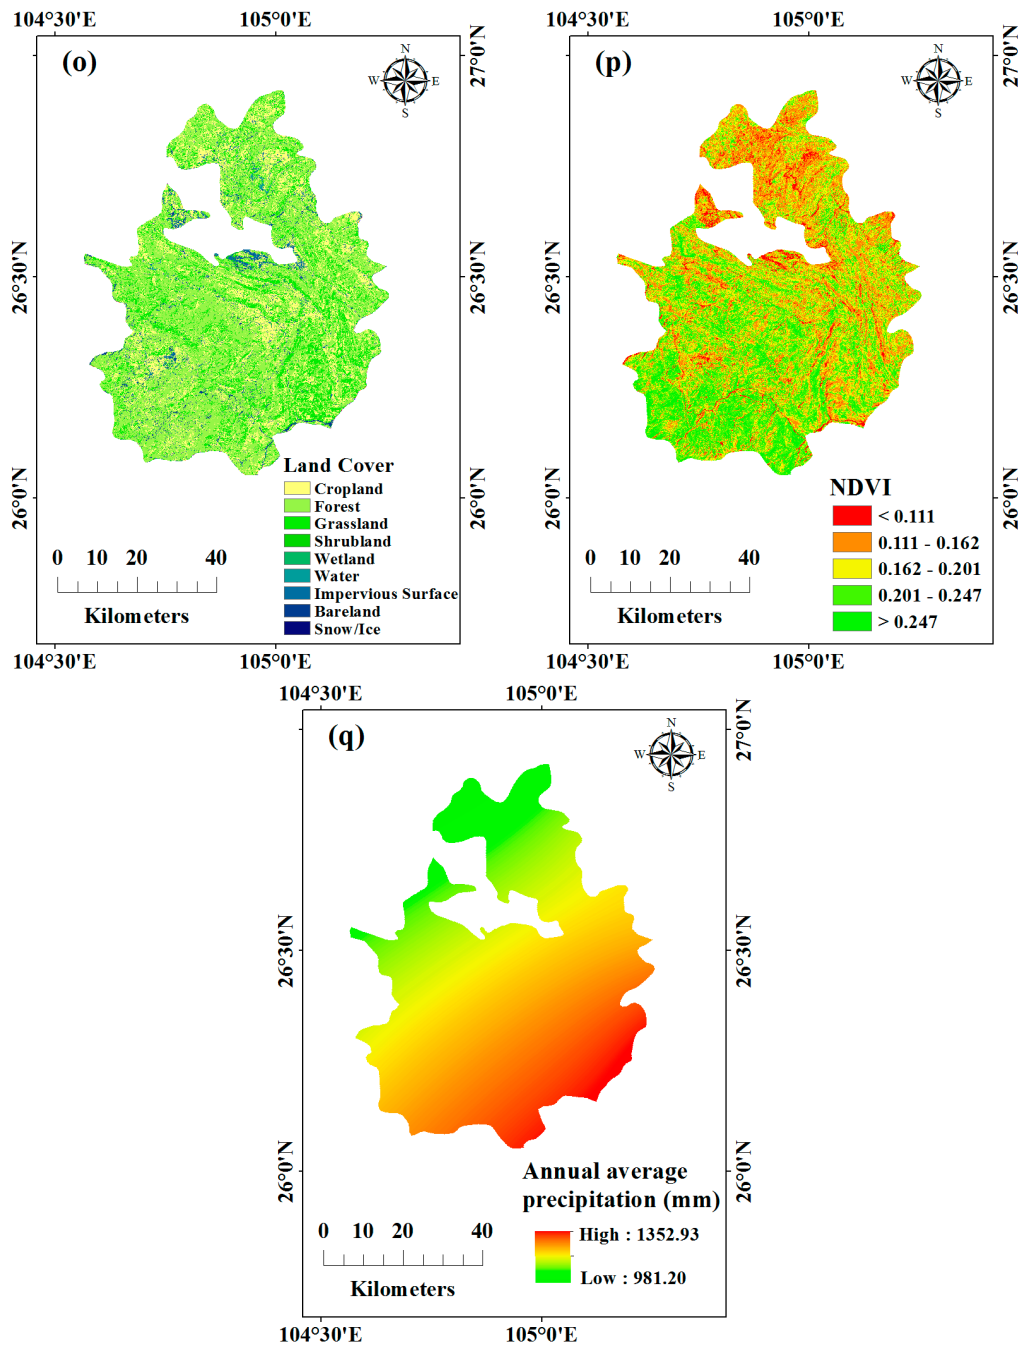 104°30'E 105°0'E
104°30'E 105°0'E
(o)
N
W E
S
27°0'N
26°30'N
26°30'N
26°0'N
26°0'N
Land Cover
Cropland
Forest
Grassland
Shrubland
Wetland
Water
Impervious Surface
Bareland
Snow/Ice
0 10 20 40
Kilometers
104°30'E 105°0'E
(p)
N
W E
S
27°0'N
26°30'N
26°0'N
NDVI
< 0.111
0.111 - 0.162
0.162 - 0.201
0.201 - 0.247
> 0.247
0 10 20 40
Kilometers
104°30'E 105°0'E
104°30'E 105°0'E
(q)
N
W E
S
27°0'N
26°30'N
26°30'N
26°0'N
26°0'N
Annual average
precipitation (mm)
High : 1352.93
Low : 981.20
0 10 20 40
Kilometers
104°30'E 105°0'E